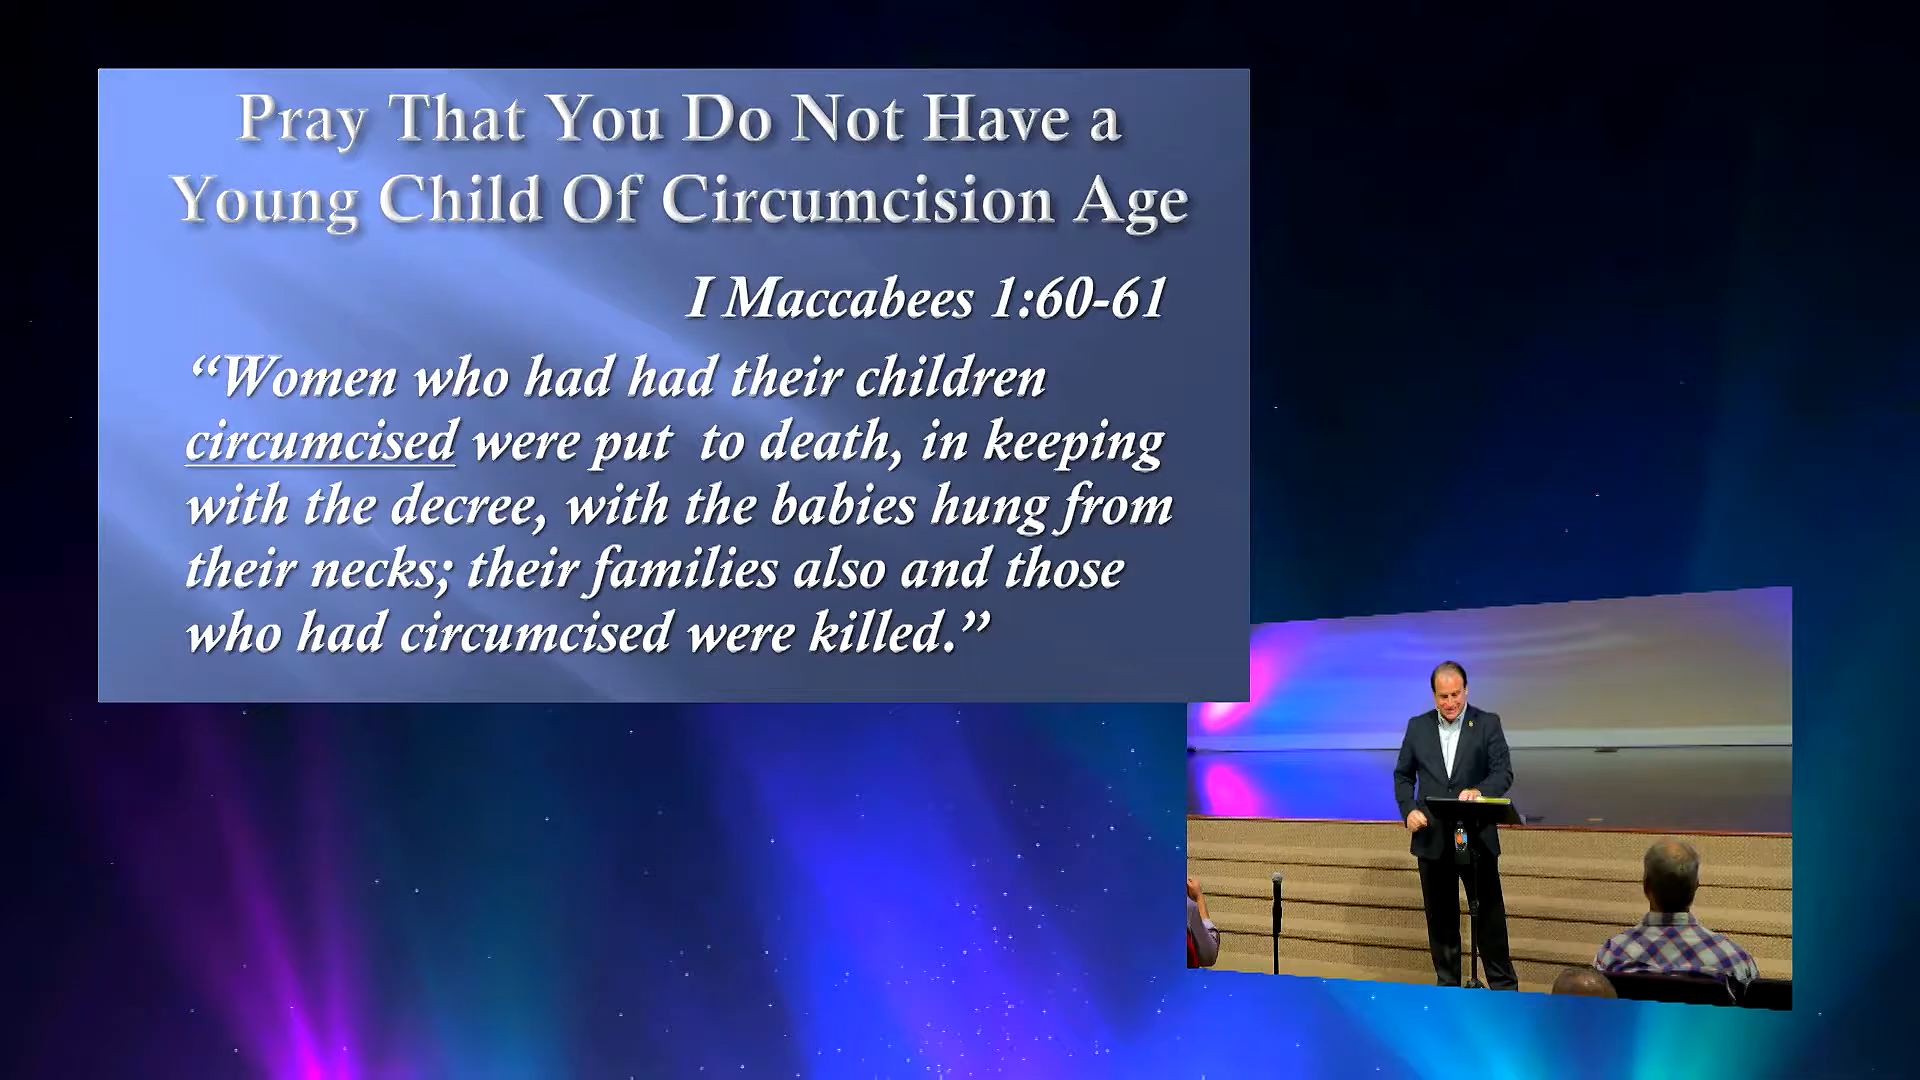 Pray That You Do Not Have a
Young Child Of Circumcision Age
I Maccabees 1:60-61
“Women who had had their children
circumcised were put  to death, in keeping
with the decree, with the babies hung from
their necks; their families also and those
who had circumcised were killed.”